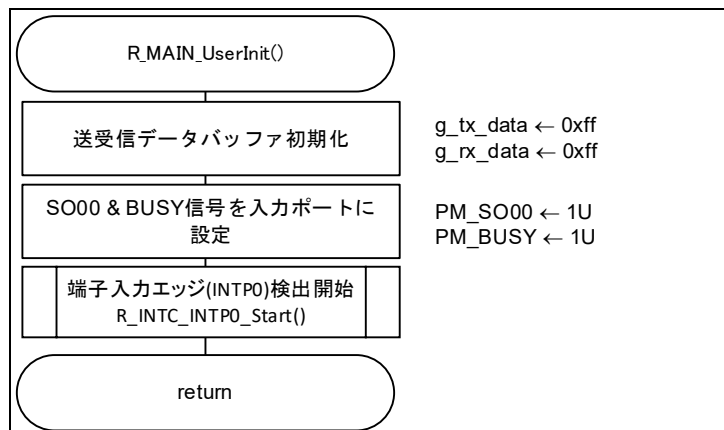 R_MAIN_UserInit()
送受信データバッファ初期化
g_tx_data ← 0xff
g_rx_data ← 0xff
SO00 & BUSY信号を入力ポートに
設定
PM_SO00 ← 1U
PM_BUSY ← 1U
端子入力エッジ(INTP0)検出開始
R_INTC_INTP0_Start()
return